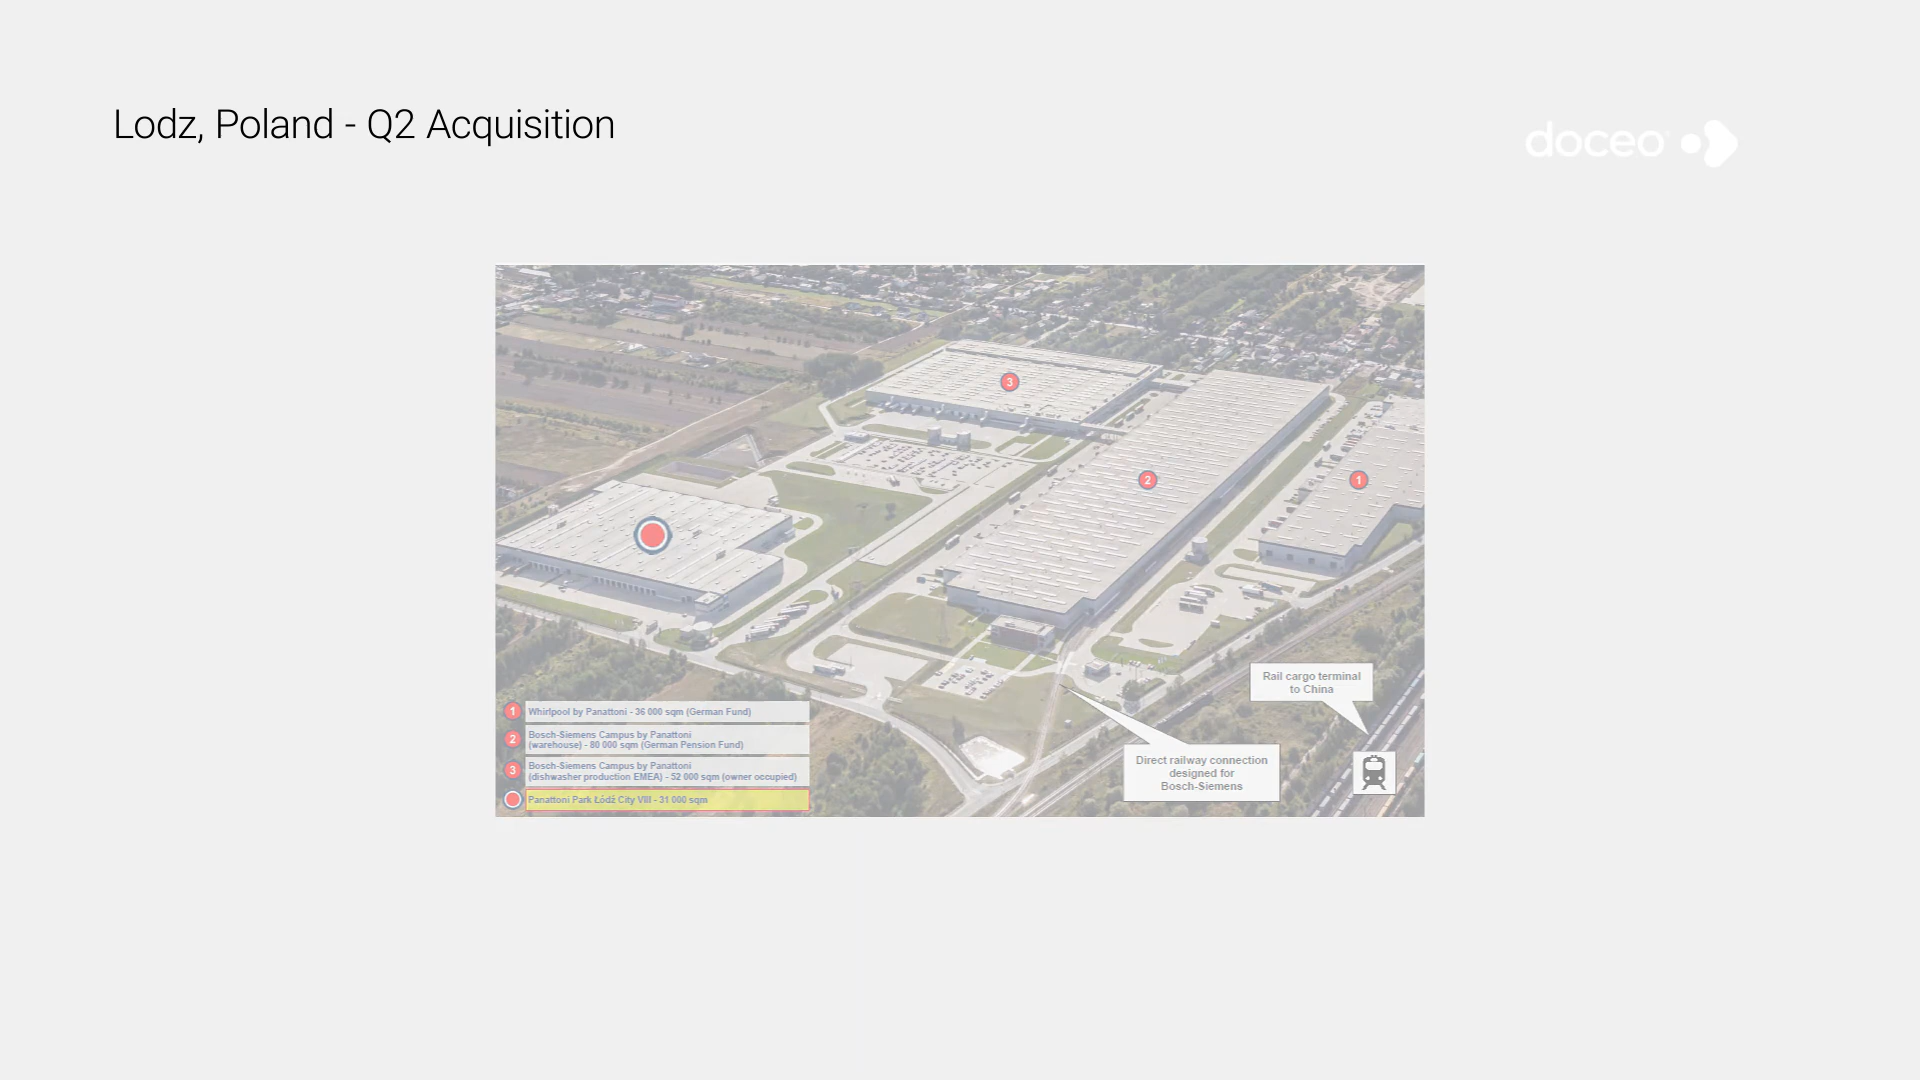 Lodz, Poland - Q2 Acquisition
doceo
3
2
1
Rail cargo terminal
to China
Direct railway connection
designed for
Bosch-Siemens
1 Whirlpool by Panattoni - 36 000 sqm (German Fund)
2 Bosch-Siemens Campus by Panattoni
(warehouse) - 80 000 sqm (German Pension Fund)
3 Bosch-Siemens Campus by Panattoni
(dishwasher production EMEA) - 52 000 sqm (owner occupied)
Panattoni Park Łódź City VIII - 31 000 sqm